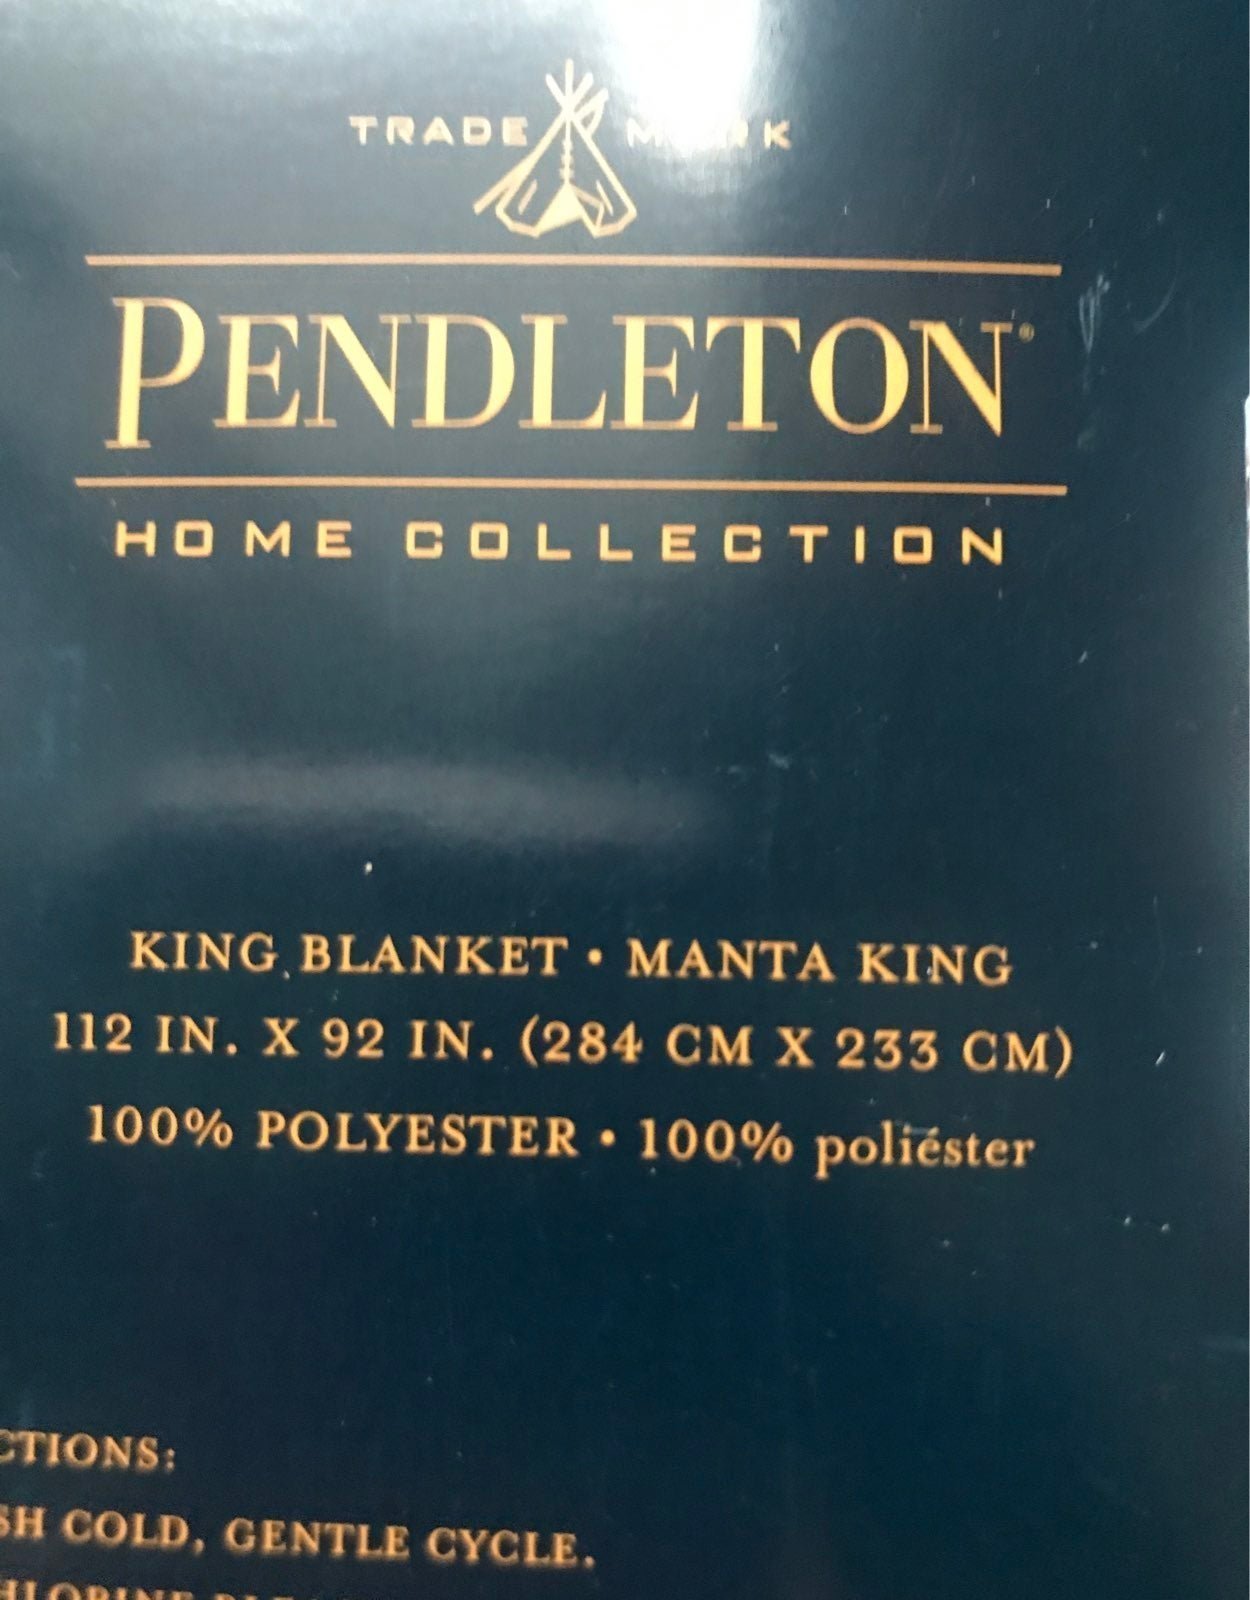 TRADE MARK
PENDLETON®
HOME COLLECTION
KING BLANKET • MANTA KING
112 IN. X 92 IN. (284 CM X 233 CM)
100% POLYESTER • 100% poliéster
CTIONS:
SH COLD, GENTLE CYCLE.